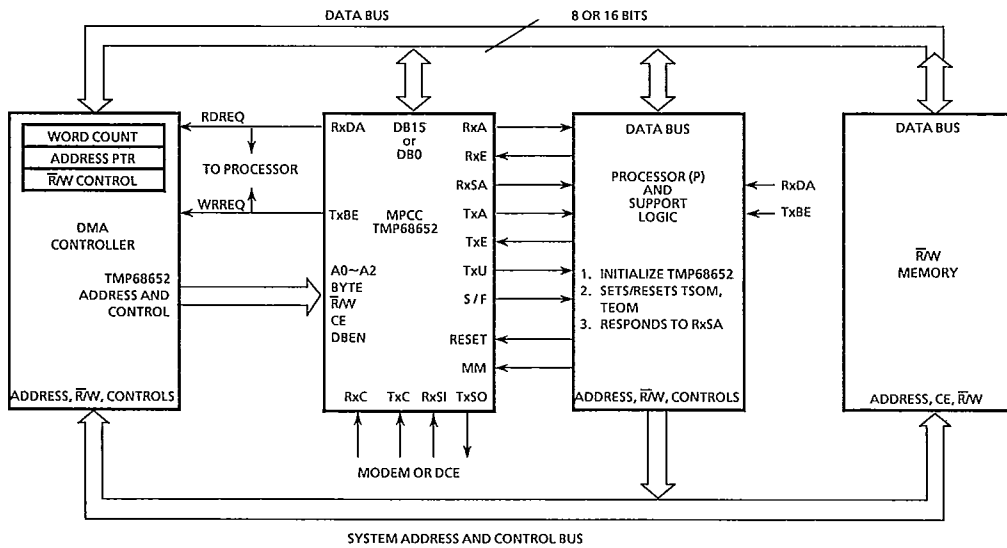 DATA BUS
8 OR 16 BITS
WORD COUNT
ADDRESS PTR
R̅/W CONTROL
DMA
CONTROLLER
TMP68652
ADDRESS AND
CONTROL
ADDRESS, R̅/W, CONTROLS
RDREQ
TO PROCESSOR
WRREQ
RxDA
DB15
or
DB0
TxBE
MPCC
TMP68652
A0~A2
BYTE
R̅/W
CE
DBEN
RxA
RxE
RxSA
TxA
TxE
TxU
S / F
RESET
MM
RxC
TxC
RxSI
TxSO
MODEM OR DCE
DATA BUS
PROCESSOR (P)
AND
SUPPORT
LOGIC
1. INITIALIZE TMP68652
2. SETS/RESETS TSOM,
TEOM
3. RESPONDS TO RxSA
ADDRESS, R̅/W, CONTROLS
RxDA
TxBE
DATA BUS
R̅/W
MEMORY
ADDRESS, CE, R̅/W
SYSTEM ADDRESS AND CONTROL BUS